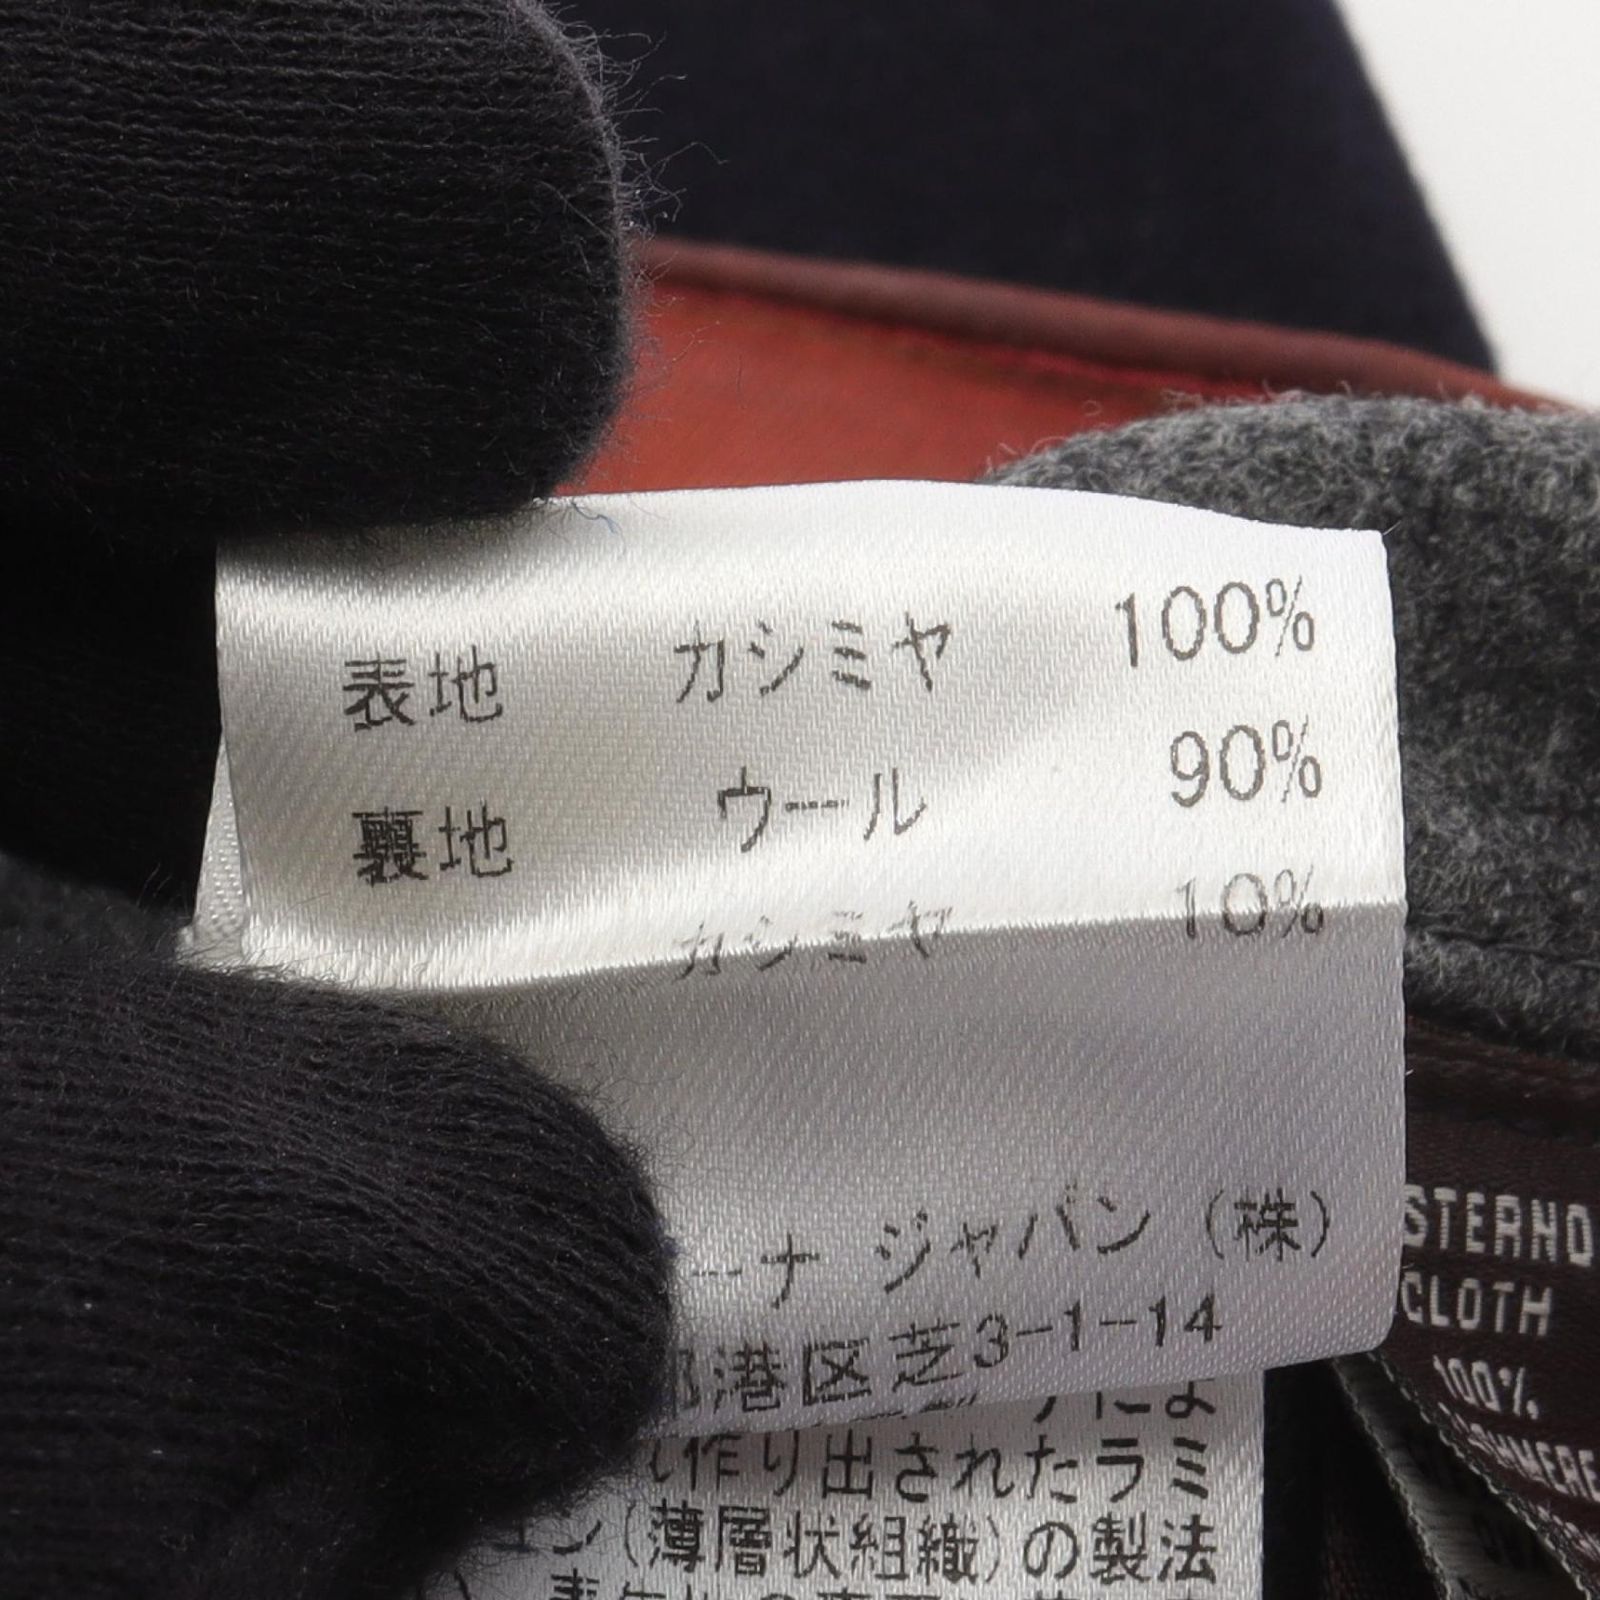 表地 カシミヤ 100%
裏地 ウール 90%
カシミヤ 10%
ーナ ジャパン (株)
港区芝3-1-14
によ
作り出されたラミ
(薄層状組織)の製法
STERNO
CLOTH
100%